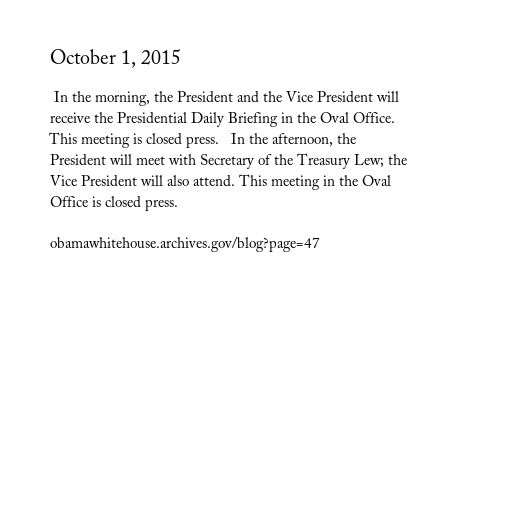 October 1, 2015
In the morning, the President and the Vice President will
receive the Presidential Daily Briefing in the Oval Office.
This meeting is closed press.   In the afternoon, the
President will meet with Secretary of the Treasury Lew; the
Vice President will also attend. This meeting in the Oval
Office is closed press.
obamawhitehouse.archives.gov/blog?page=47